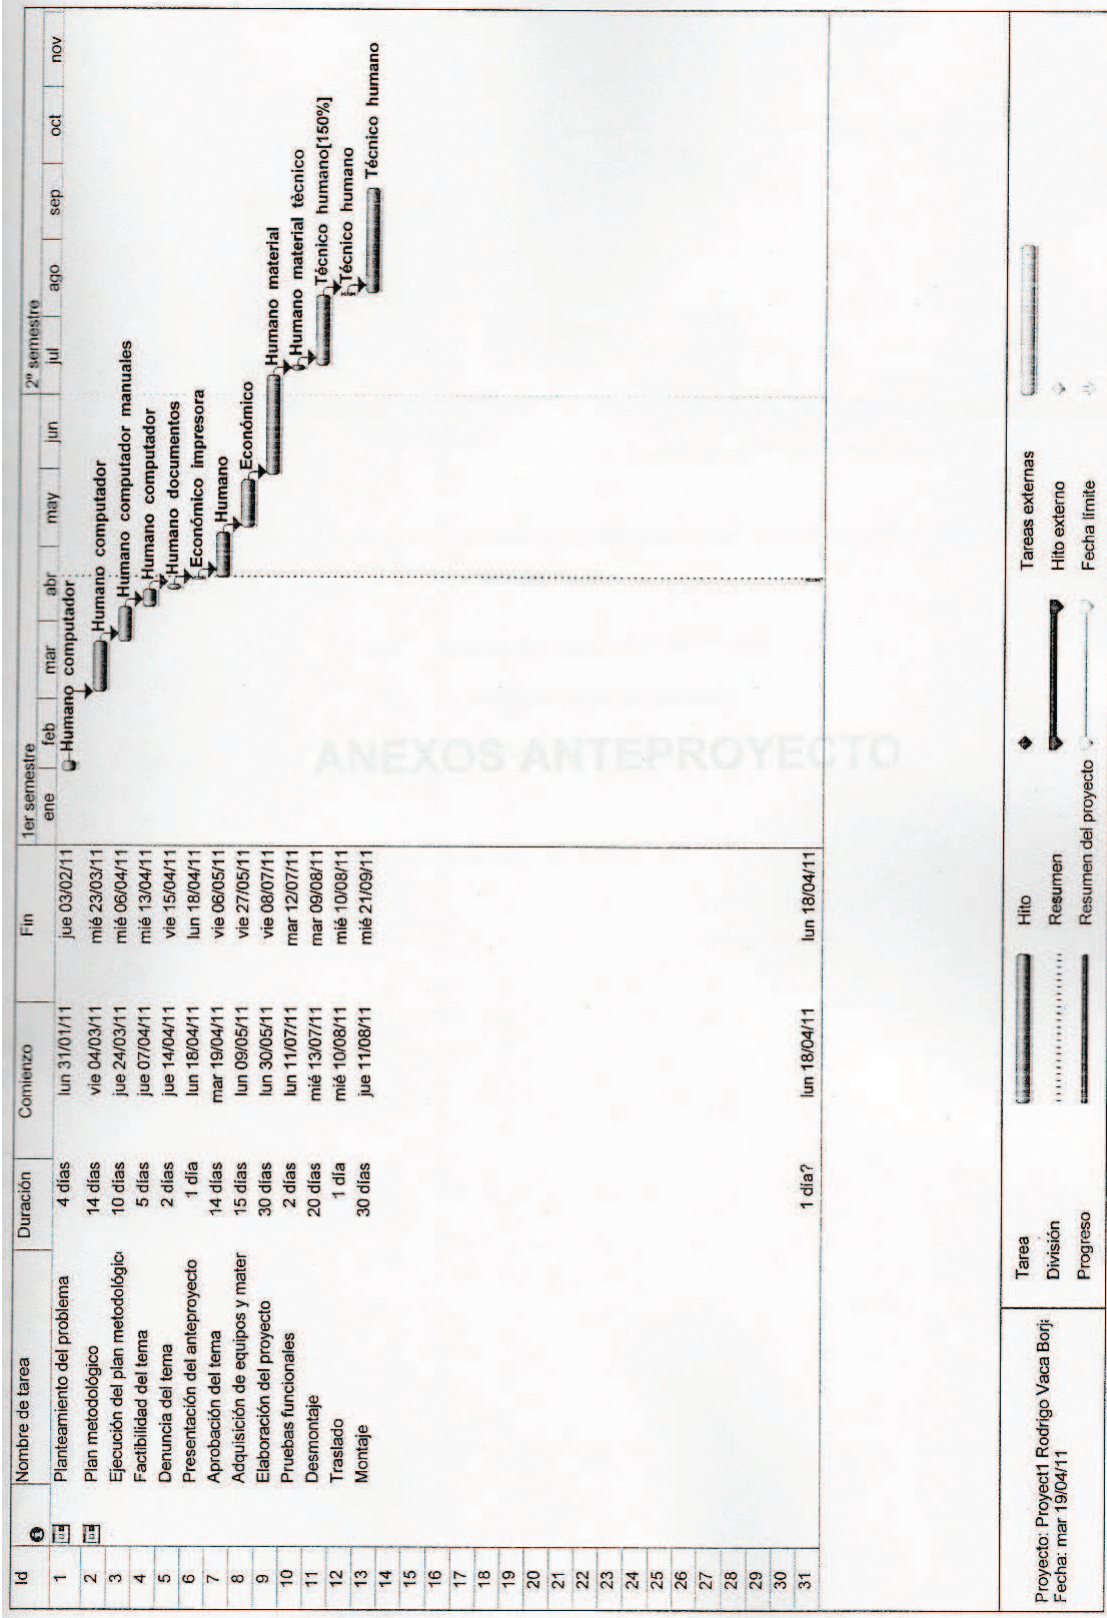 Id Nombre de tarea Duración Comienzo Fin
1er semestre 2º semestre
ene feb mar abr may jun jul ago sep oct nov
1 Planteamiento del problema 4 días lun 31/01/11 jue 03/02/11 Humano computador
2 Plan metodológico 14 días vie 04/03/11 mié 23/03/11 Humano computador
3 Ejecución del plan metodológic 10 días jue 24/03/11 mié 06/04/11 Humano computador manuales
4 Factibilidad del tema 5 días jue 07/04/11 mié 13/04/11 Humano computador
5 Denuncia del tema 2 días jue 14/04/11 vie 15/04/11 Humano documentos
6 Presentación del anteproyecto 1 día lun 18/04/11 lun 18/04/11 Económico impresora
7 Aprobación del tema 14 días mar 19/04/11 vie 06/05/11 Humano
8 Adquisición de equipos y mater 15 días lun 09/05/11 vie 27/05/11 Económico
9 Elaboración del proyecto 30 días lun 30/05/11 vie 08/07/11 Humano material
10 Pruebas funcionales 2 días lun 11/07/11 mar 12/07/11 Humano material técnico
11 Desmontaje 20 días mié 13/07/11 mar 09/08/11 Técnico humano[150%]
12 Traslado 1 día mié 10/08/11 mié 10/08/11 Técnico humano
13 Montaje 30 días jue 11/08/11 mié 21/09/11 Técnico humano
14
15
16
17
18
19
20
21
22
23
24
25
26
27
28
29
30
31 1 día? lun 18/04/11 lun 18/04/11
ANEXOS ANTEPROYECTO
Proyecto: Proyect1 Rodrigo Vaca Borj
Fecha: mar 19/04/11
Tarea Hito Tareas externas
División Resumen Hito externo
Progreso Resumen del proyecto Fecha límite